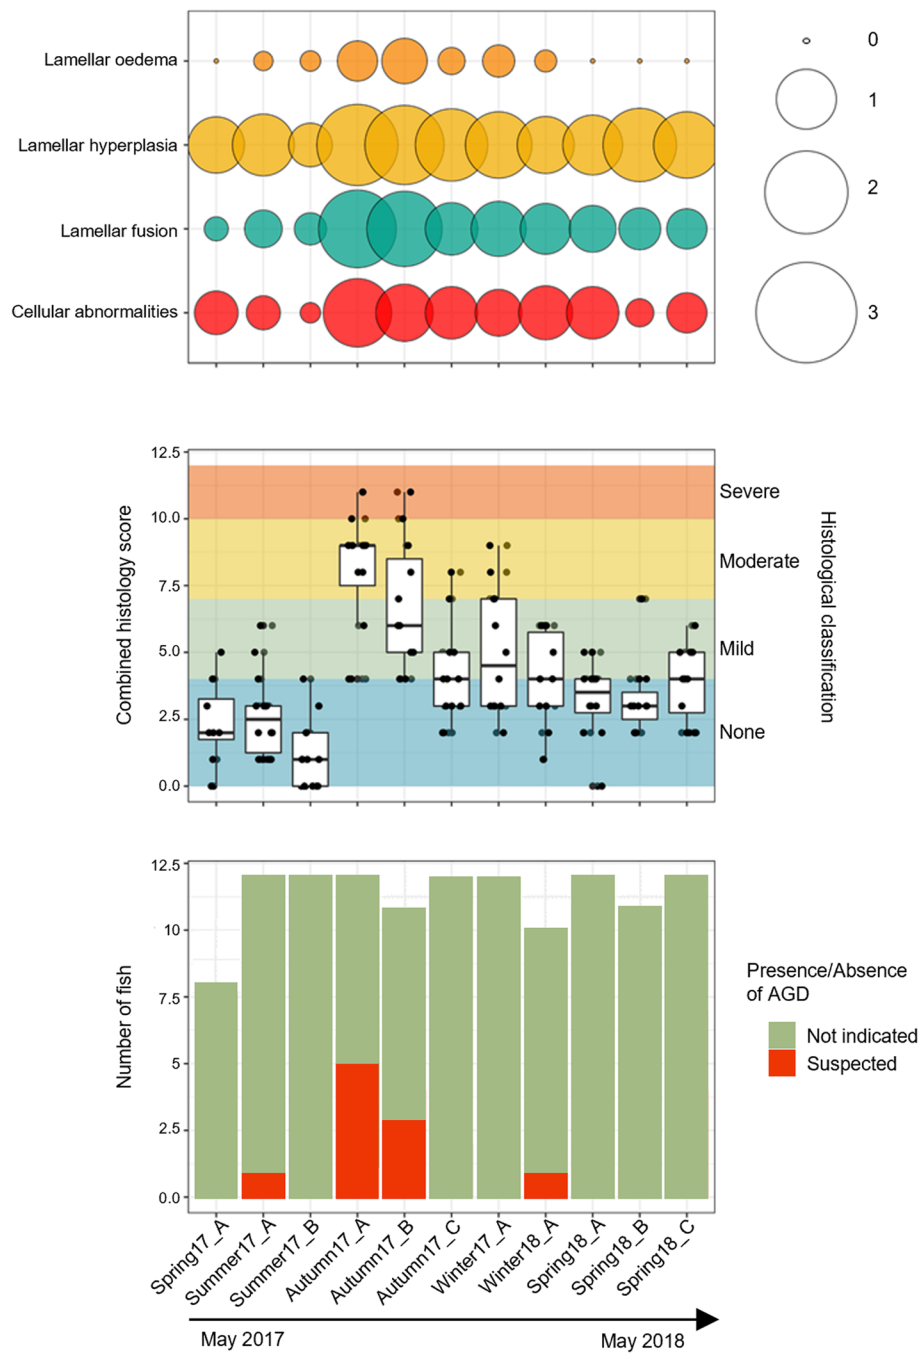 Lamellar oedema
Lamellar hyperplasia
Lamellar fusion
Cellular abnormalities
0
1
2
3
12.5
10.0
7.5
5.0
2.5
0.0
Combined histology score
Severe
Moderate
Mild
None
Histological classification
12.5
10
7.5
5
2.5
0.0
Number of fish
Presence/Absence
of AGD
Not indicated
Suspected
Spring17_A
Summer17_A
Summer17_B
Autumn17_A
Autumn17_B
Autumn17_C
Winter17_A
Winter18_A
Spring18_A
Spring18_B
Spring18_C
May 2017
May 2018